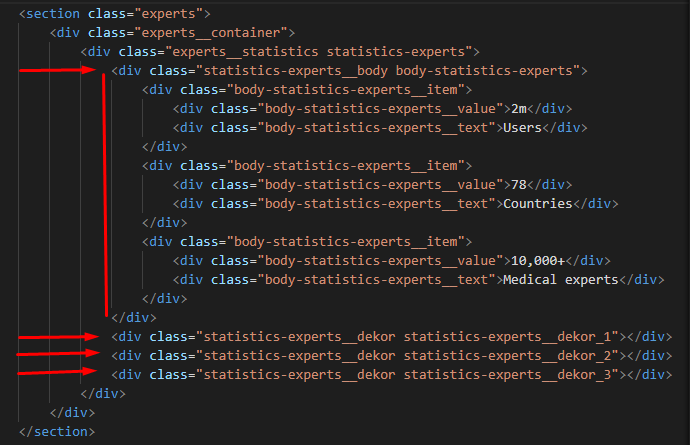 <section class="experts">
<div class="experts__container">
<div class="experts__statistics statistics-experts">
<div class="statistics-experts__body body-statistics-experts">
<div class="body-statistics-experts__item">
<div class="body-statistics-experts__value">2m</div>
<div class="body-statistics-experts__text">Users</div>
</div>
<div class="body-statistics-experts__item">
<div class="body-statistics-experts__value">78</div>
<div class="body-statistics-experts__text">Countries</div>
</div>
<div class="body-statistics-experts__item">
<div class="body-statistics-experts__value">10,000+</div>
<div class="body-statistics-experts__text">Medical experts</div>
</div>
</div>
<div class="statistics-experts__dekor statistics-experts__dekor_1"></div>
<div class="statistics-experts__dekor statistics-experts__dekor_2"></div>
<div class="statistics-experts__dekor statistics-experts__dekor_3"></div>
</div>
</div>
</section>